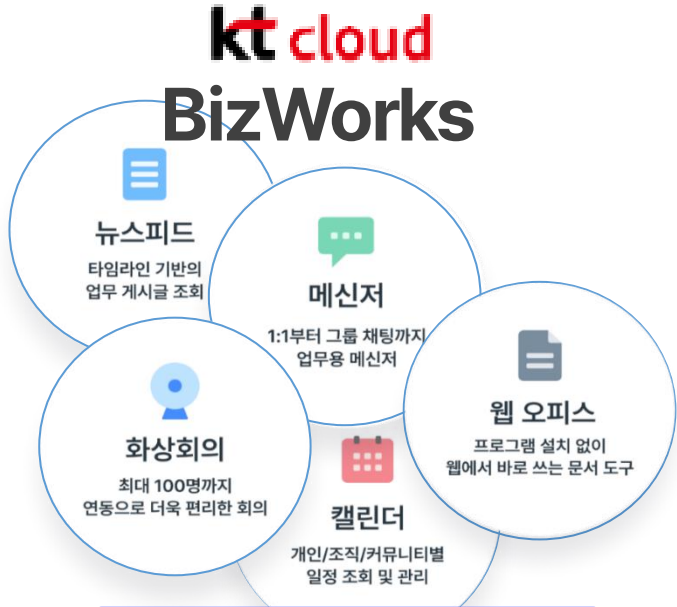 kt cloud
BizWorks
뉴스피드
타임라인 기반의
업무 게시글 조회
메신저
1:1부터 그룹 채팅까지
업무용 메신저
웹 오피스
프로그램 설치 없이
웹에서 바로 쓰는 문서 도구
화상회의
최대 100명까지
연동으로 더욱 편리한 회의
캘린더
개인/조직/커뮤니티별
일정 조회 및 관리